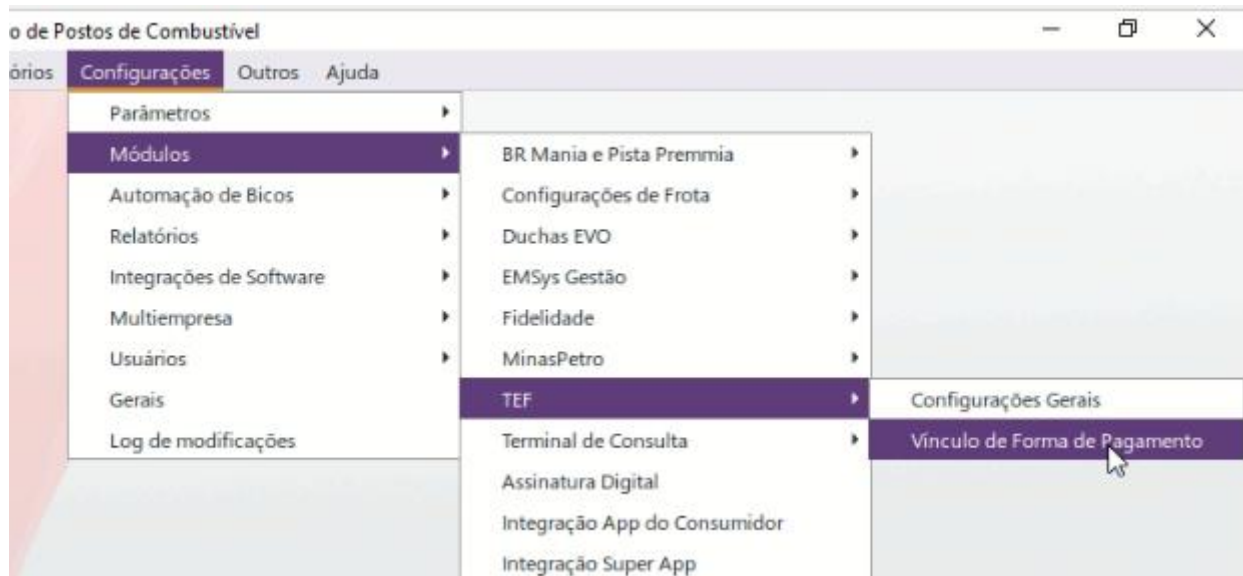 o de Postos de Combustível
órios Configurações Outros Ajuda
Parâmetros
Módulos
Automação de Bicos
Relatórios
Integrações de Software
Multiempresa
Usuários
Gerais
Log de modificações
BR Mania e Pista Premmia
Configurações de Frota
Duchas EVO
EMSys Gestão
Fidelidade
MinasPetro
TEF
Terminal de Consulta
Assinatura Digital
Integração App do Consumidor
Integração Super App
Configurações Gerais
Vínculo de Forma de Pagamento